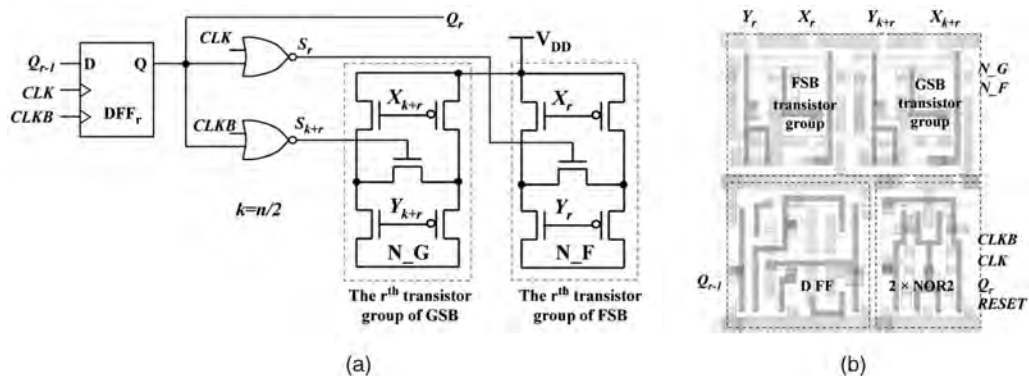 Q_r
CLK
S_r
V_DD
Q_{r-1}
D
Q
CLK
CLKB
DFF_r
X_{k+r}
X_r
CLKB
S_{k+r}
k=n/2
Y_{k+r}
Y_r
N_G
N_F
The r^th transistor
group of GSB
The r^th transistor
group of FSB
(a)
Y_r
X_r
Y_{k+r}
X_{k+r}
N_G
N_F
FSB
transistor
group
GSB
transistor
group
CLKB
CLK
Q_{r-1}
D FF
2 × NOR2
Q_r
RESET
(b)